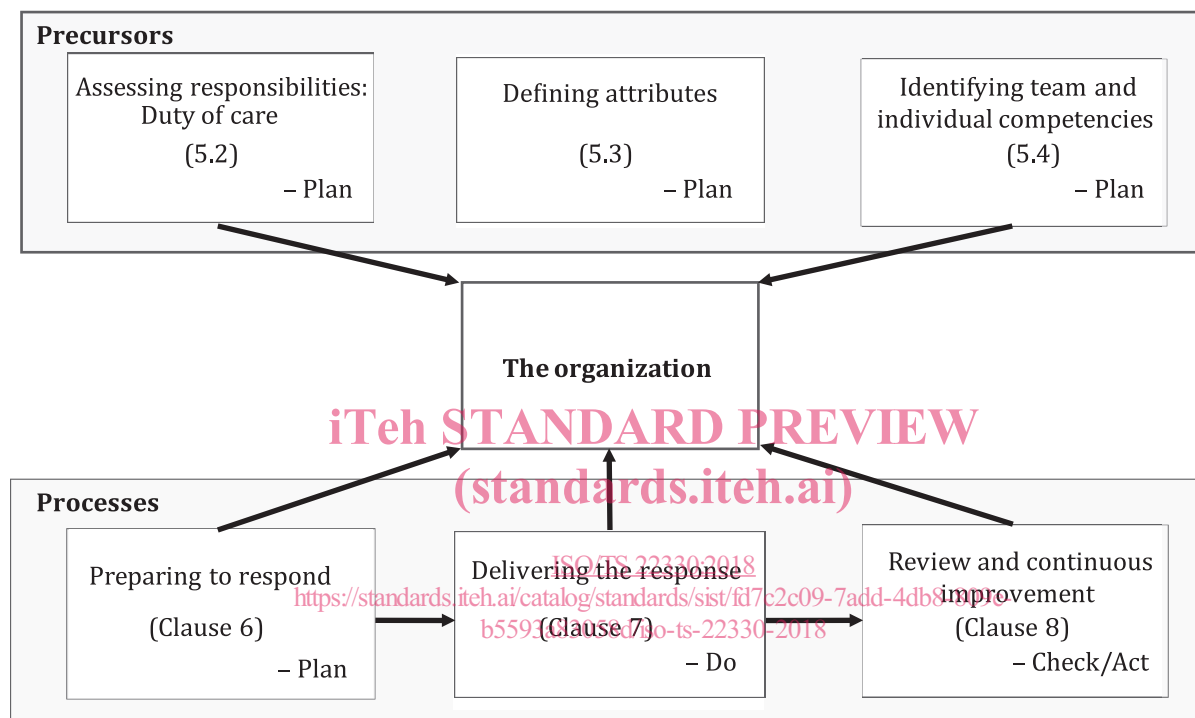 Precursors
Assessing responsibilities:
Duty of care
(5.2)
– Plan
Defining attributes
(5.3)
– Plan
Identifying team and
individual competencies
(5.4)
– Plan
The organization
iTeh STANDARD PREVIEW
(standards.iteh.ai)
Processes
Preparing to respond
(Clause 6)
– Plan
Delivering the response
(Clause 7)
– Do
Review and continuous
improvement
(Clause 8)
– Check/Act
ISO/TS 22330:2018
https://standards.iteh.ai/catalog/standards/sist/fd7c2c09-7add-4db8-